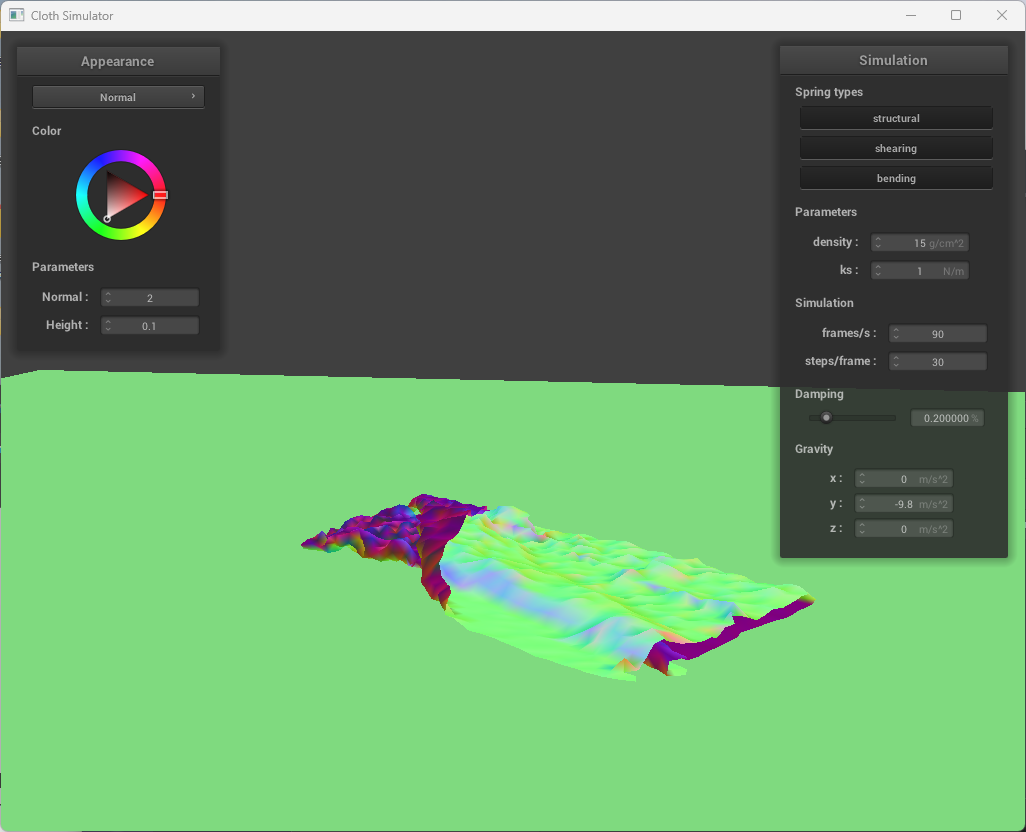 Cloth Simulator
Appearance
Normal
Color
Parameters
Normal : 2
Height : 0.1
Simulation
Spring types
structural
shearing
bending
Parameters
density : 15 g/cm^2
ks : 1 N/m
Simulation
frames/s : 90
steps/frame : 30
Damping
0.200000 %
Gravity
x : 0 m/s^2
y : -9.8 m/s^2
z : 0 m/s^2